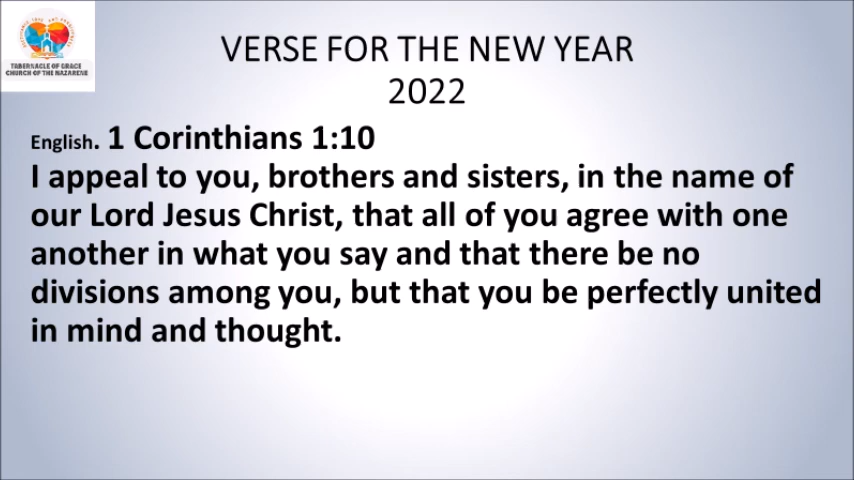 TABERNACLE OF GRACE
CHURCH OF THE NAZARENE
VERSE FOR THE NEW YEAR
2022
English. 1 Corinthians 1:10
I appeal to you, brothers and sisters, in the name of
our Lord Jesus Christ, that all of you agree with one
another in what you say and that there be no
divisions among you, but that you be perfectly united
in mind and thought.